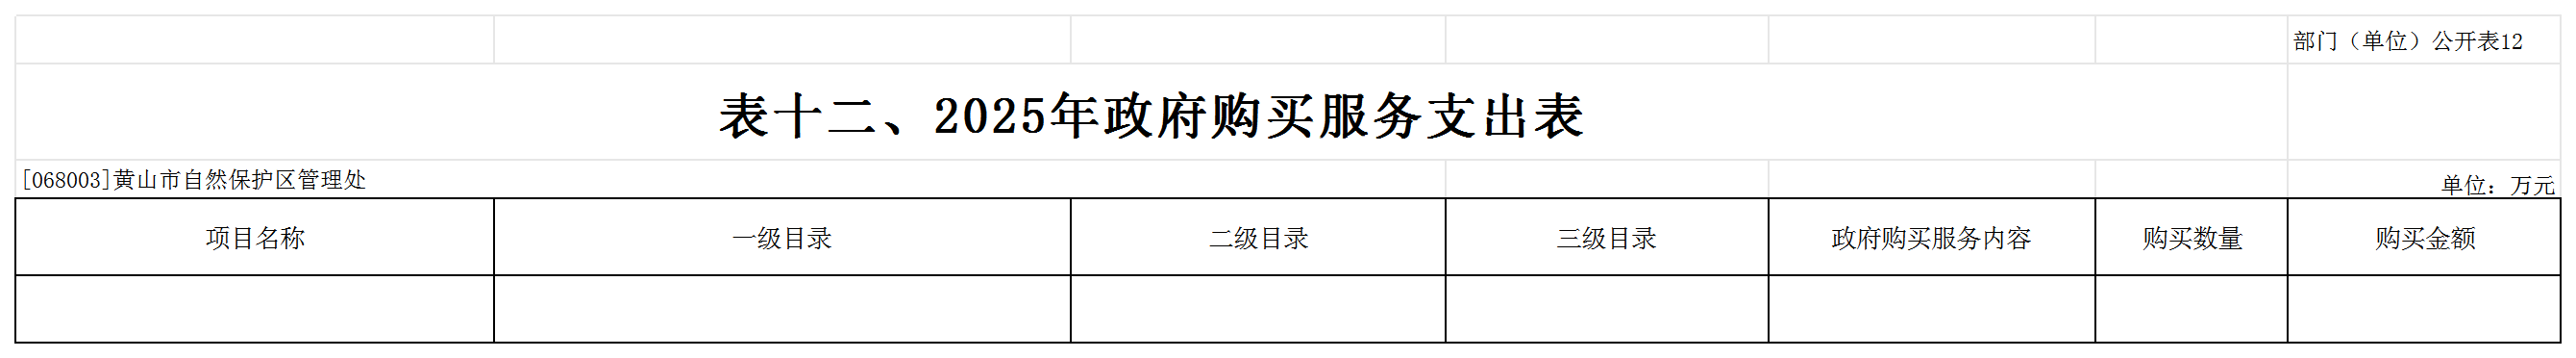 部门（单位）公开表12
表十二、2025年政府购买服务支出表
[068003]黄山市自然保护区管理处
单位：万元
项目名称 一级目录 二级目录 三级目录 政府购买服务内容 购买数量 购买金额